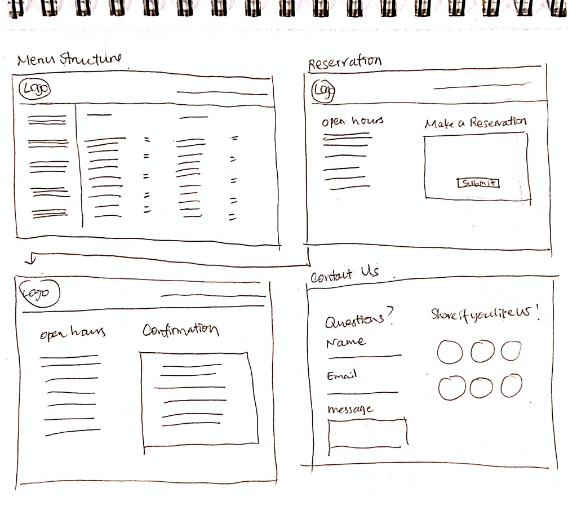 Menu Structure
Logo
Reservation
Logo
open hours
Make a Reservation
Submit
Logo
open hours
Confirmation
Contact Us
Questions?
Name
Email
message
Share if you like us!